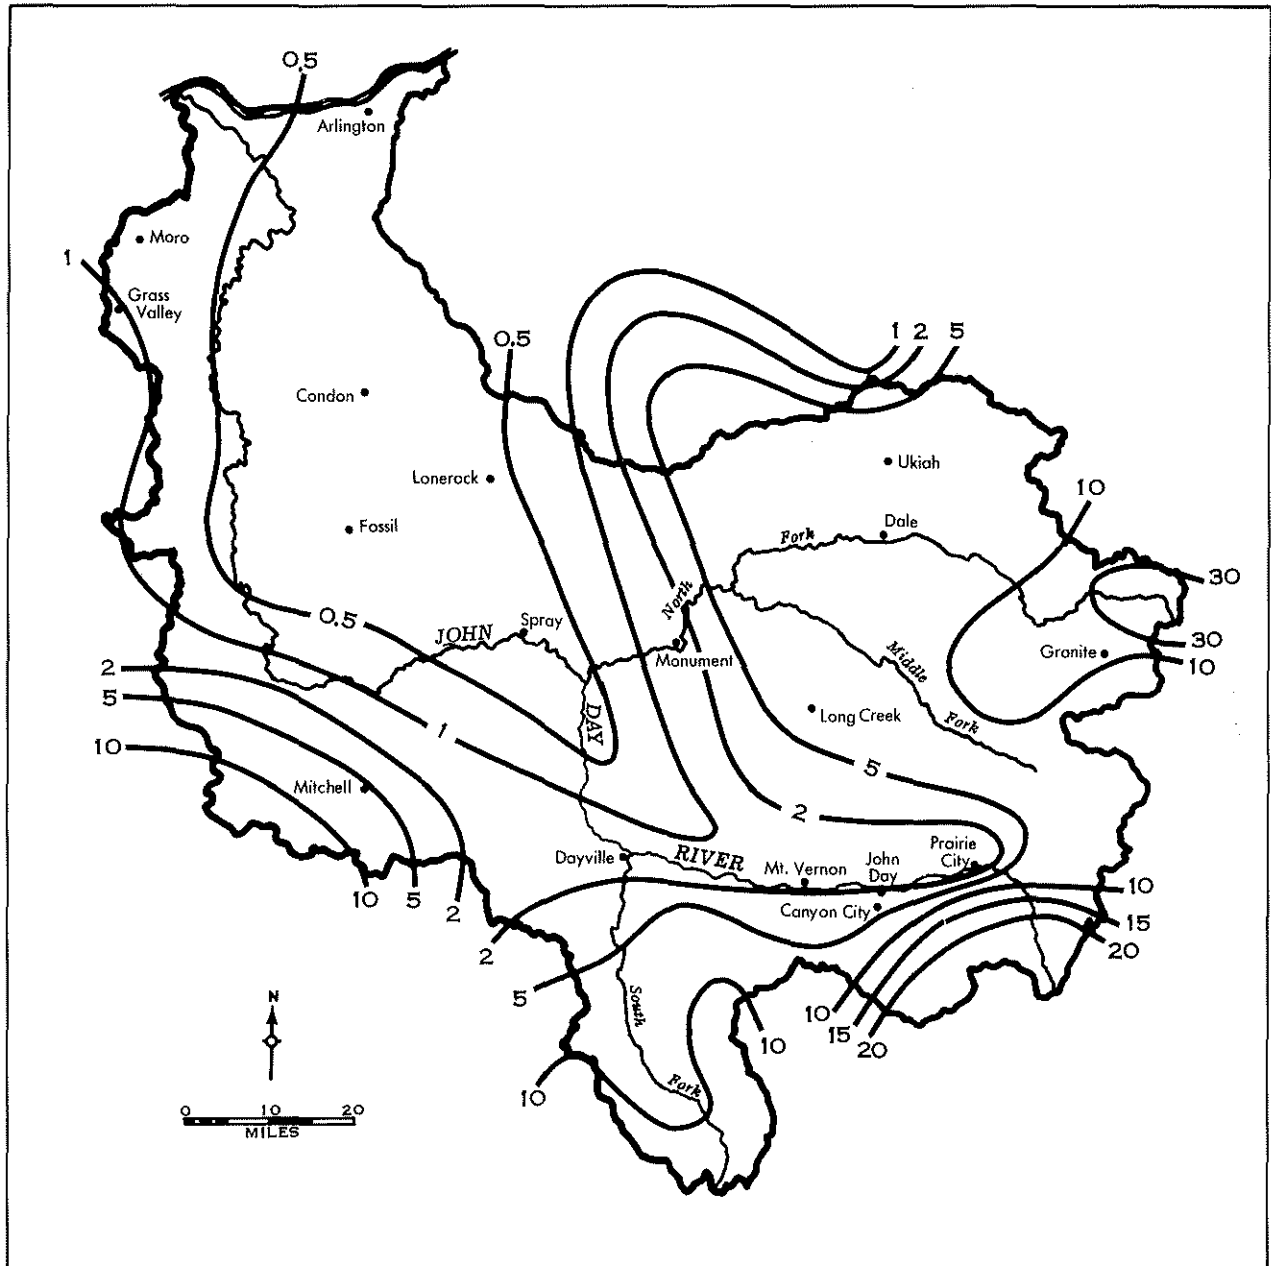 0.5
Arlington
Moro
1
Grass
Valley
0.5
1 2 5
Condon
Ukiah
Lonerock
10
Fossil
Fork
Dale
30
North
0.5
JOHN
Spray
Monument
Middle
Granite
30
10
2
5
DAY
Long Creek
Fork
1
10
5
Mitchell
2
Dayville
RIVER
Prairie
City
Mt. Vernon
John
Day
10
Canyon City
10
5
2
15
2
20
5
South
N
10
15
20
10
Fork
10
0 10 20
MILES